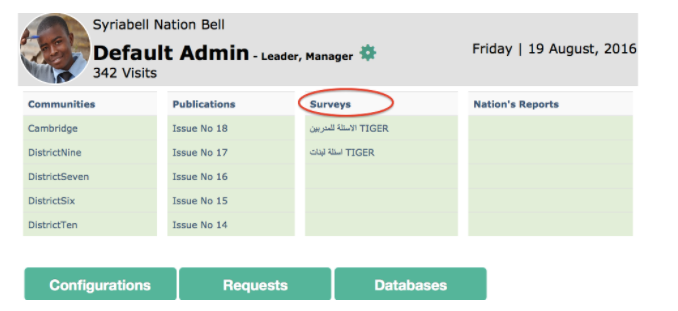 Syriabell Nation Bell
Default Admin - Leader, Manager
342 Visits
Friday | 19 August, 2016
Communities Publications Surveys Nation's Reports
Cambridge Issue No 18 TIGER الاسئلة للمدربين
DistrictNine Issue No 17 TIGER اسئلة لبنات
DistrictSeven Issue No 16
DistrictSix Issue No 15
DistrictTen Issue No 14
Configurations Requests Databases